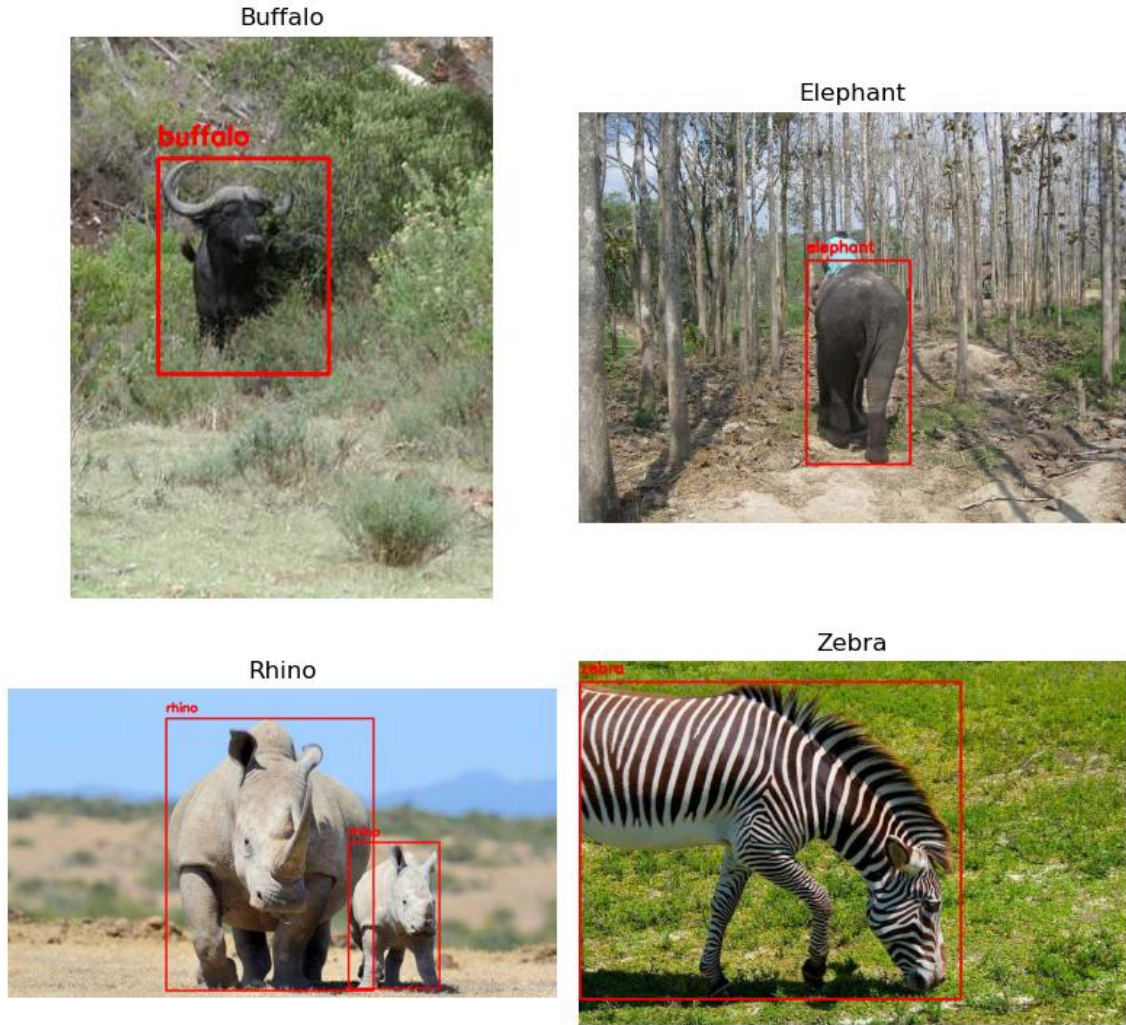 Buffalo
buffalo
Elephant
elephant
Rhino
rhino
rhino
Zebra
zebra